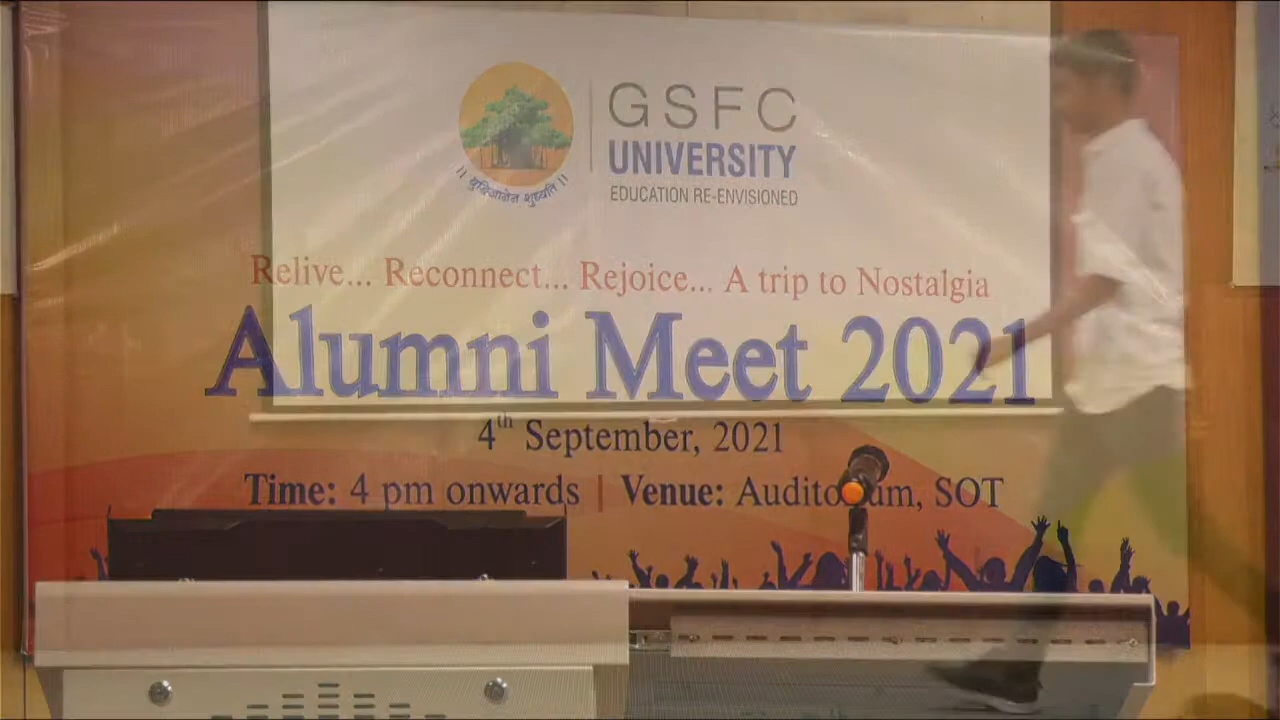 GSFC
UNIVERSITY
EDUCATION RE-ENVISIONED
Relive... Reconnect... Rejoice... A trip to Nostalgia
Alumni Meet 2021
4th September, 2021
Time: 4 pm onwards | Venue: Auditorium, SOT